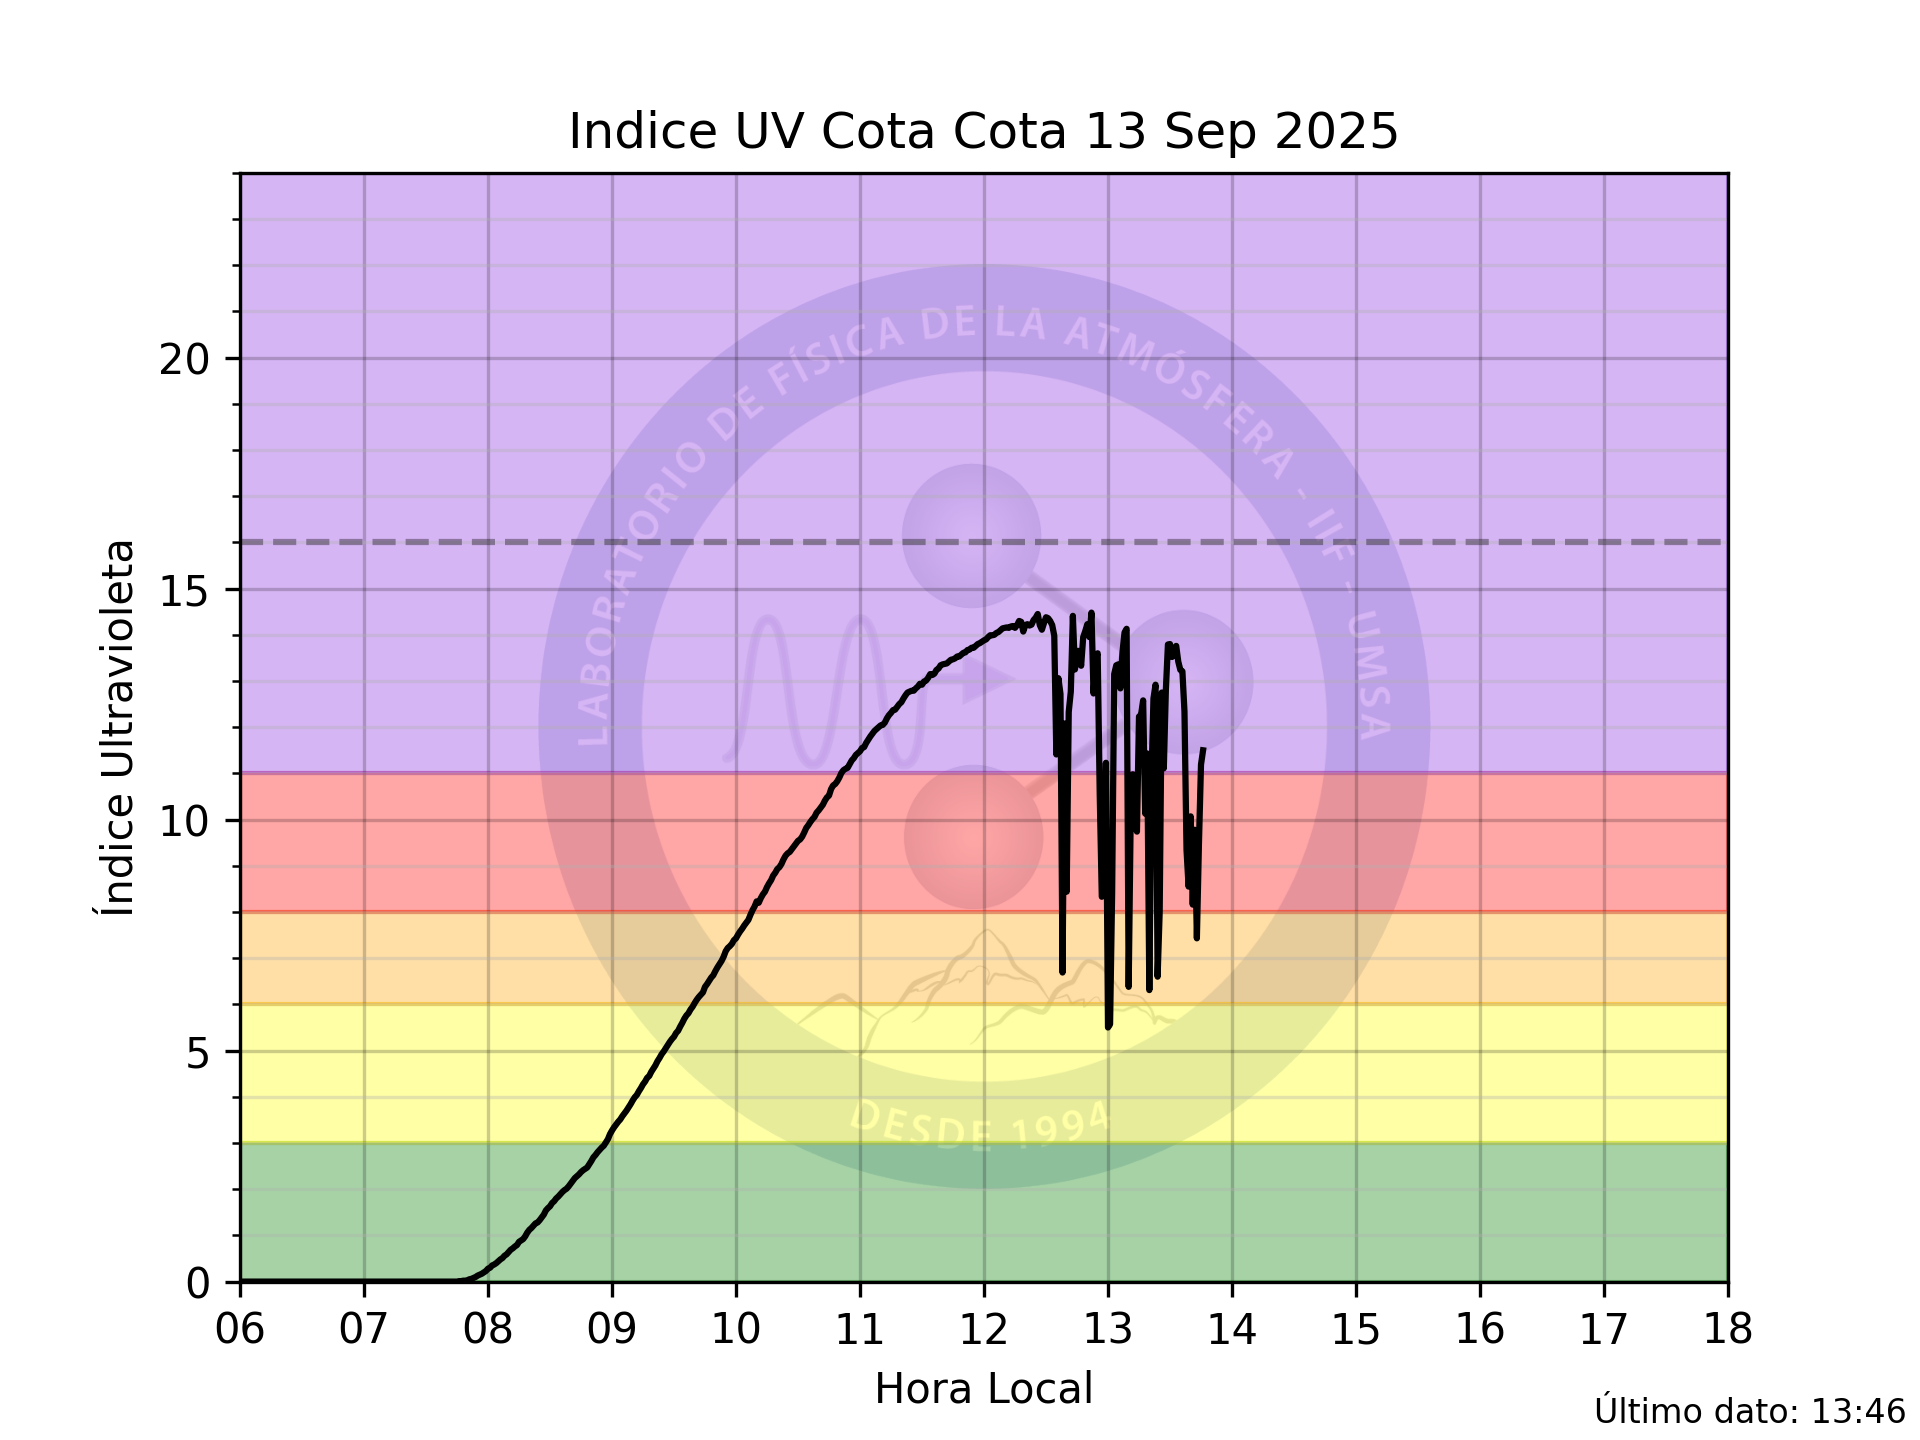 Indice UV Cota Cota 13 Sep 2025
Índice Ultravioleta
20
15
10
5
0
LABORATORIO DE FÍSICA DE LA ATMÓSFERA - IIF - UMSA
DESDE 1994
06 07 08 09 10 11 12 13 14 15 16 17 18
Hora Local
Último dato: 13:46